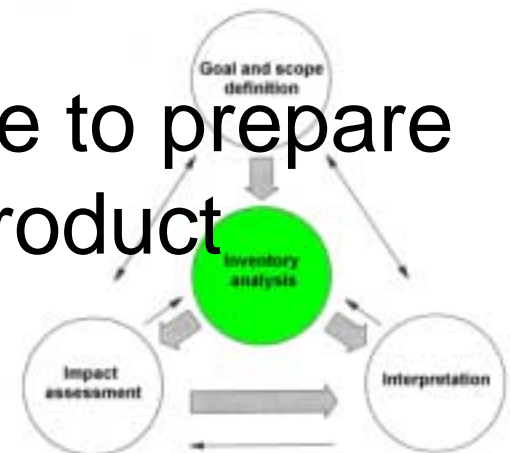 Goal and scope
definition
e to prepare
roduct
Inventory
analysis
Impact
assessment
Interpretation